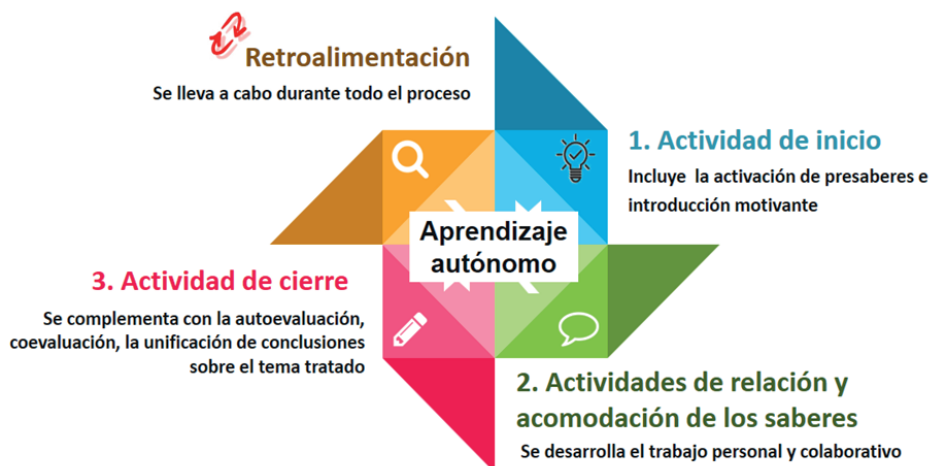 Retroalimentación
Se lleva a cabo durante todo el proceso
1. Actividad de inicio
Incluye la activación de presaberes e
introducción motivante
Aprendizaje
autónomo
3. Actividad de cierre
Se complementa con la autoevaluación,
coevaluación, la unificación de conclusiones
sobre el tema tratado
2. Actividades de relación y
acomodación de los saberes
Se desarrolla el trabajo personal y colaborativo